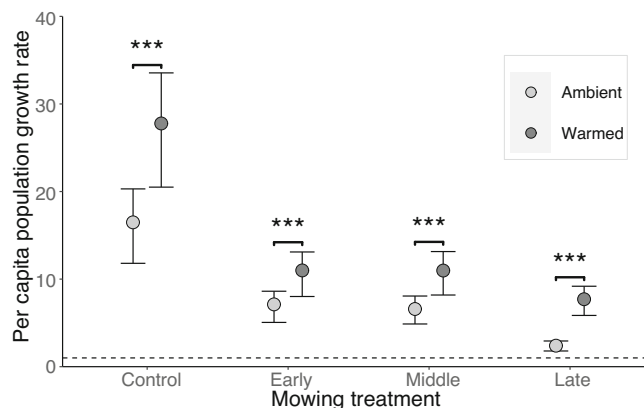 Per capita population growth rate
40
30
20
10
0
***
***
***
***
Ambient
Warmed
Control
Early
Middle
Late
Mowing treatment